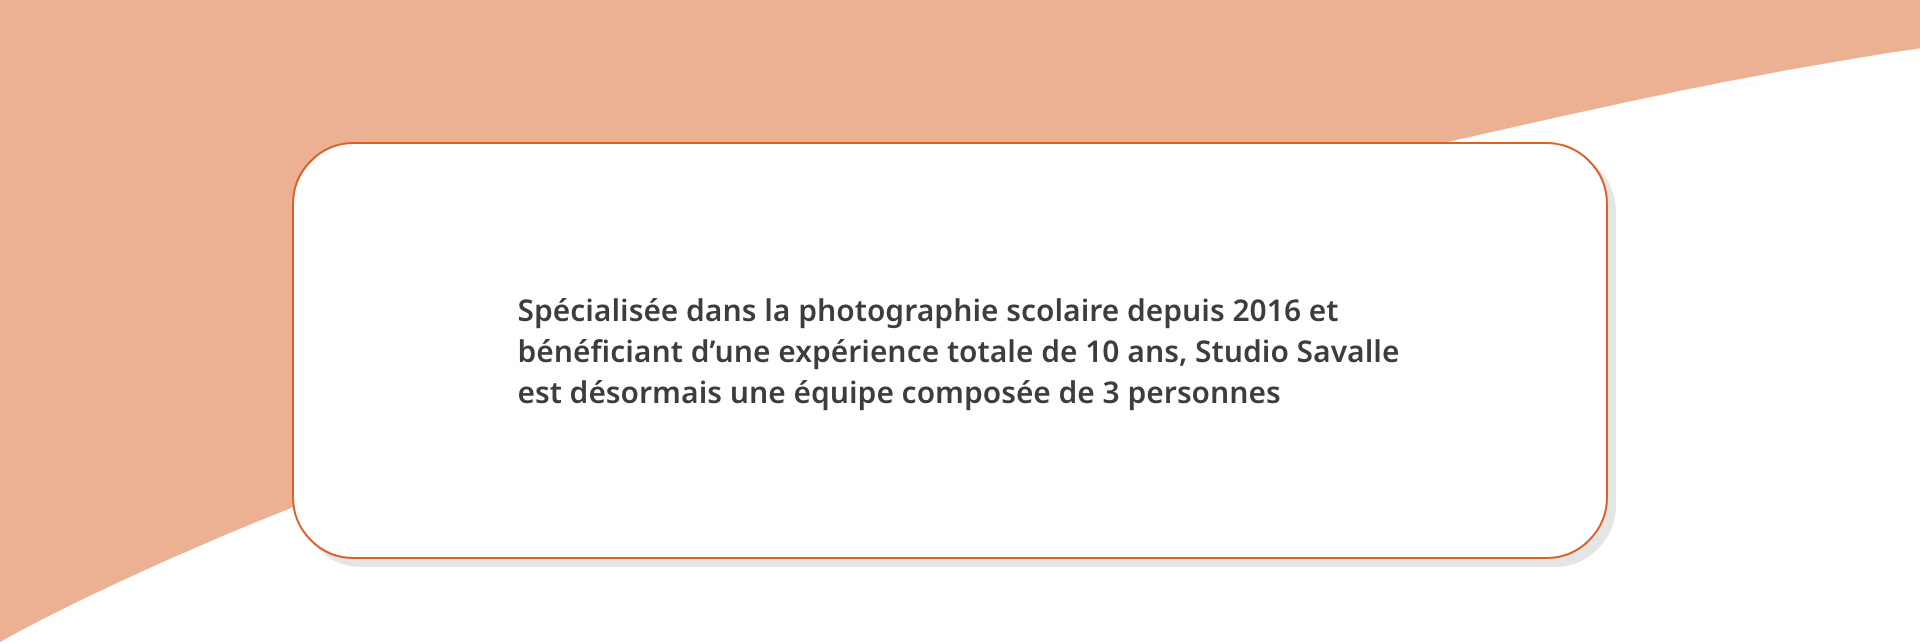 Spécialisée dans la photographie scolaire depuis 2016 et
bénéficiant d’une expérience totale de 10 ans, Studio Savalle
est désormais une équipe composée de 3 personnes